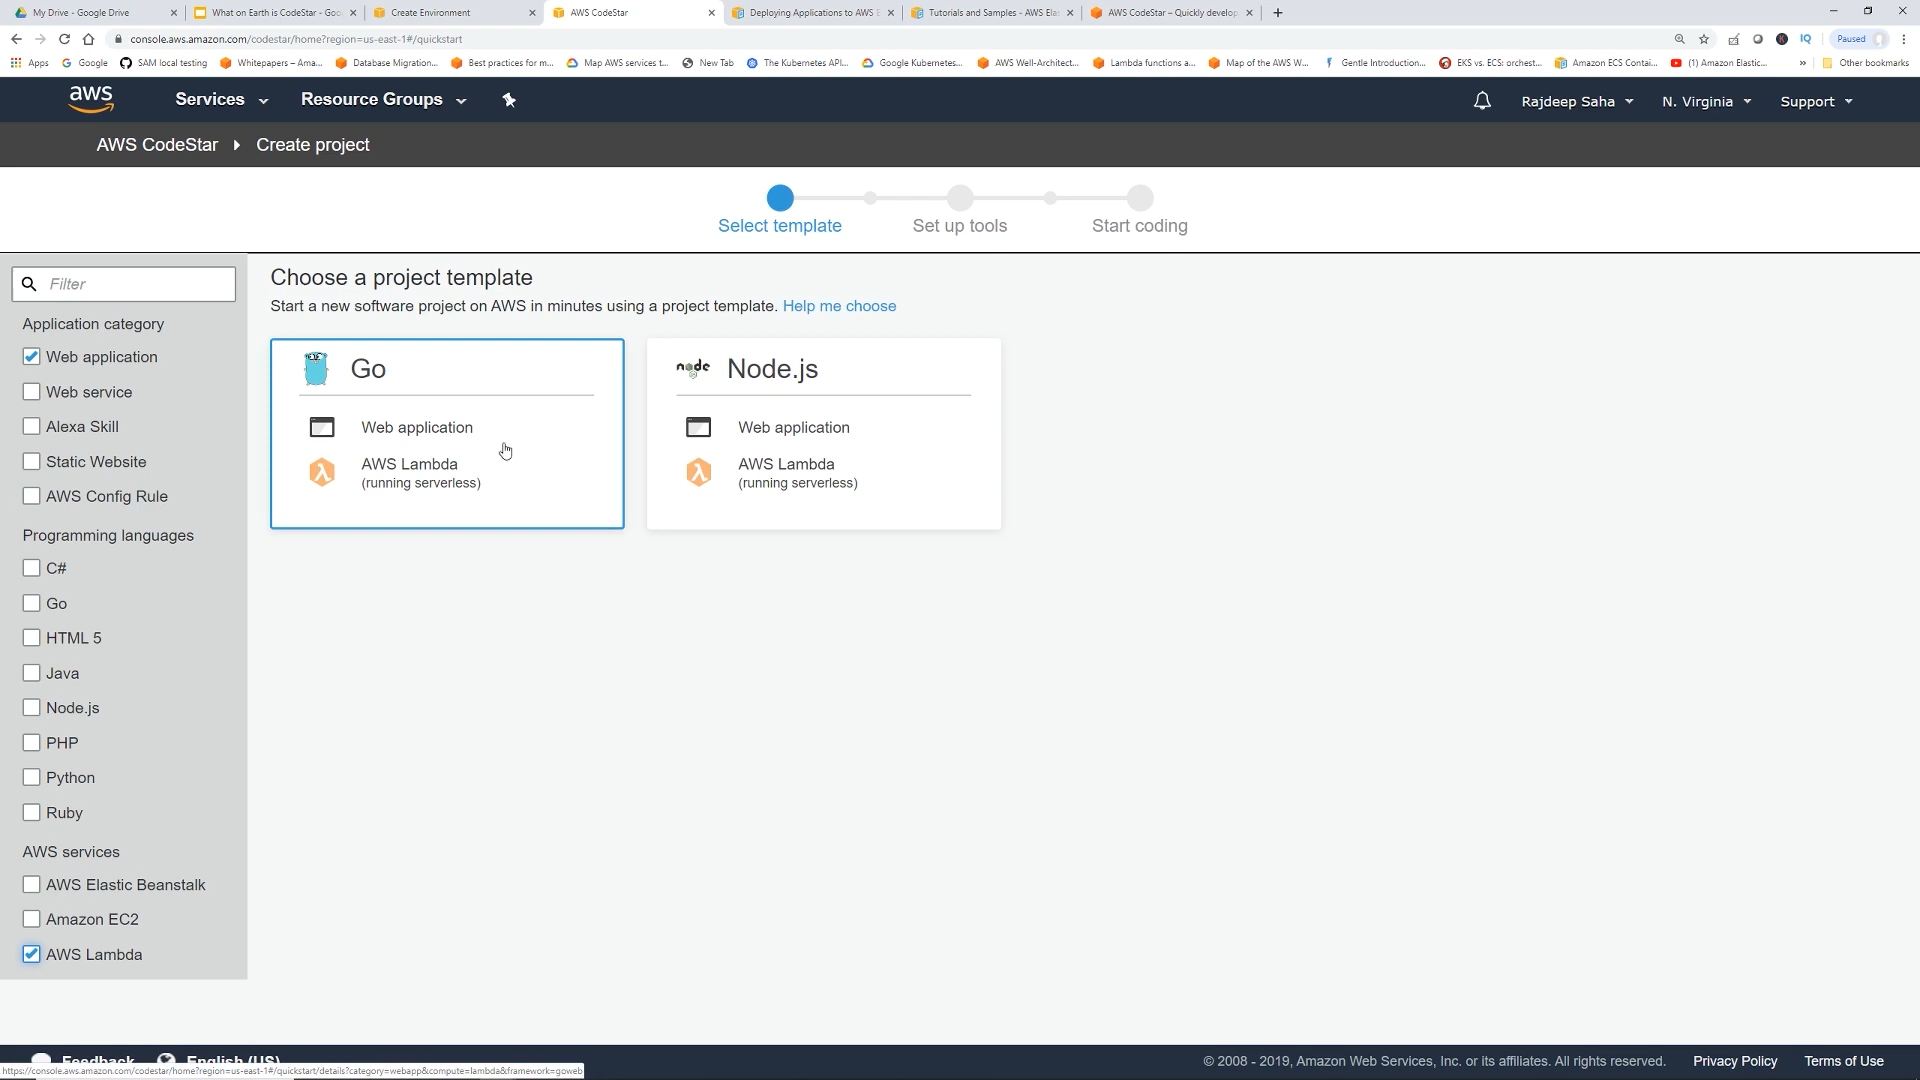 My Drive - Google Drive
What on Earth is CodeStar - Goo
Create Environment
AWS CodeStar
Deploying Applications to AWS E
Tutorials and Samples - AWS Ela
AWS CodeStar – Quickly develop
console.aws.amazon.com/codestar/home?region=us-east-1#/quickstart
IQ
Paused
Apps
Google
SAM local testing
Whitepapers – Ama...
Database Migration...
Best practices for m...
Map AWS services t...
New Tab
The Kubernetes API...
Google Kubernetes...
AWS Well-Architect...
Lambda functions a...
Map of the AWS W...
Gentle Introduction...
EKS vs. ECS: orchest...
Amazon ECS Contai...
(1) Amazon Elastic...
»
Other bookmarks
aws
Services
Resource Groups
Rajdeep Saha
N. Virginia
Support
AWS CodeStar
Create project
Select template
Set up tools
Start coding
Filter
Application category
Web application
Web service
Alexa Skill
Static Website
AWS Config Rule
Programming languages
C#
Go
HTML 5
Java
Node.js
PHP
Python
Ruby
AWS services
AWS Elastic Beanstalk
Amazon EC2
AWS Lambda
Choose a project template
Start a new software project on AWS in minutes using a project template. Help me choose
Go
Web application
AWS Lambda
(running serverless)
node
Node.js
Web application
AWS Lambda
(running serverless)
Feedback
English (US)
© 2008 - 2019, Amazon Web Services, Inc. or its affiliates. All rights reserved.
Privacy Policy
Terms of Use
https://console.aws.amazon.com/codestar/home?region=us-east-1#/quickstart/details?category=webapp&compute=lambda&framework=goweb